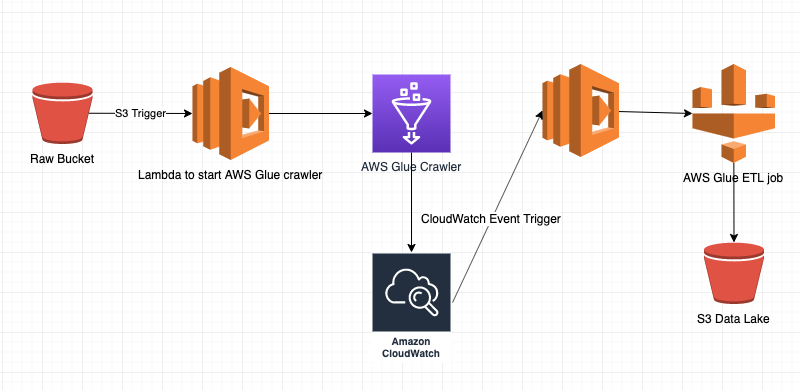 S3 Trigger
Raw Bucket
Lambda to start AWS Glue crawler
AWS Glue Crawler
CloudWatch Event Trigger
AWS Glue ETL job
Amazon
CloudWatch
S3 Data Lake